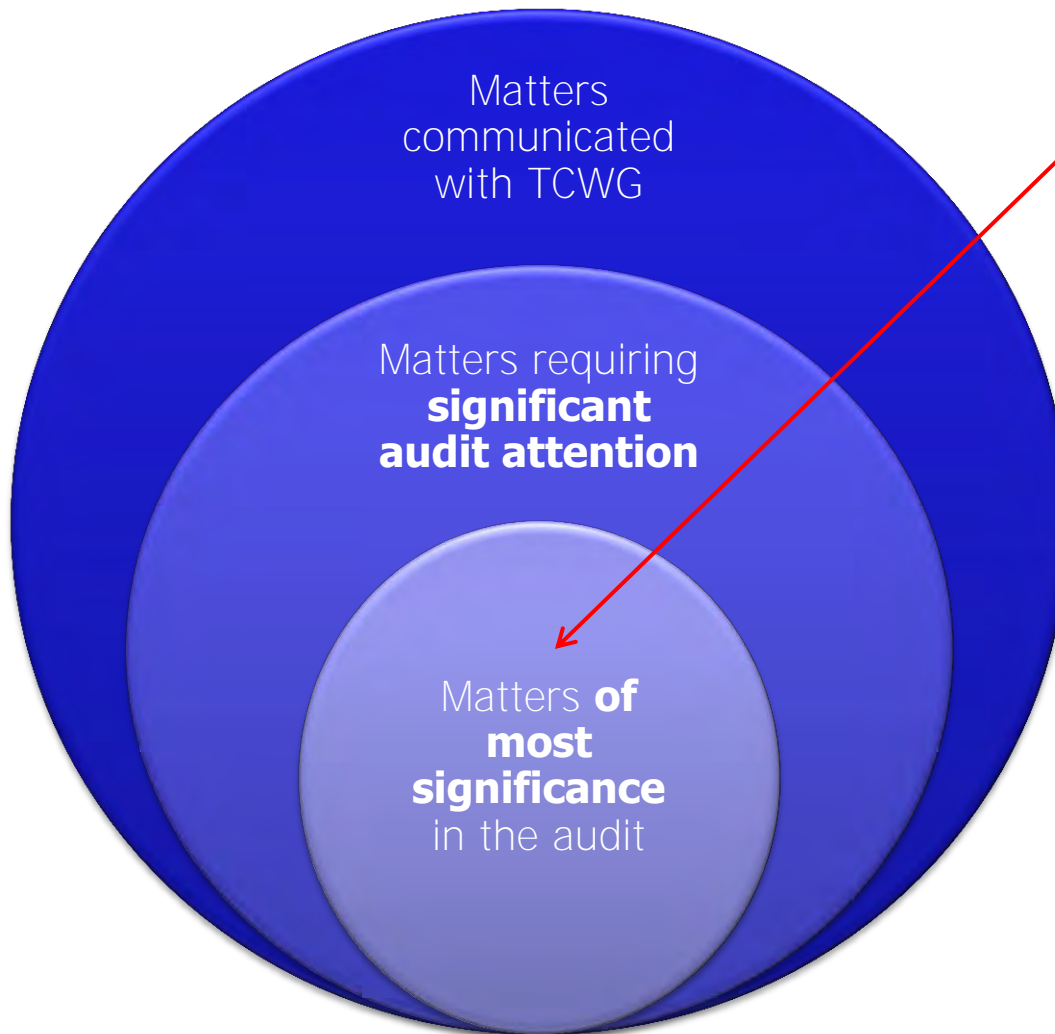 Matters
communicated
with TCWG
Matters requiring
significant
audit attention
Matters of
most
significance
in the audit